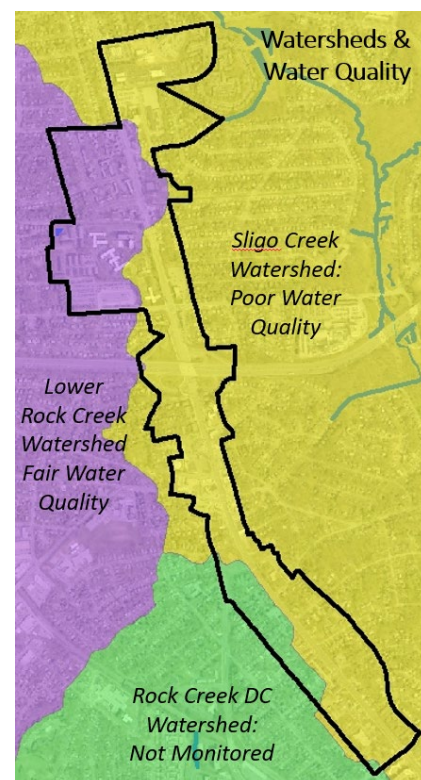 Watersheds &
Water Quality
Sligo Creek
Watershed:
Poor Water
Quality
Lower
Rock Creek
Watershed
Fair Water
Quality
Rock Creek DC
Watershed:
Not Monitored